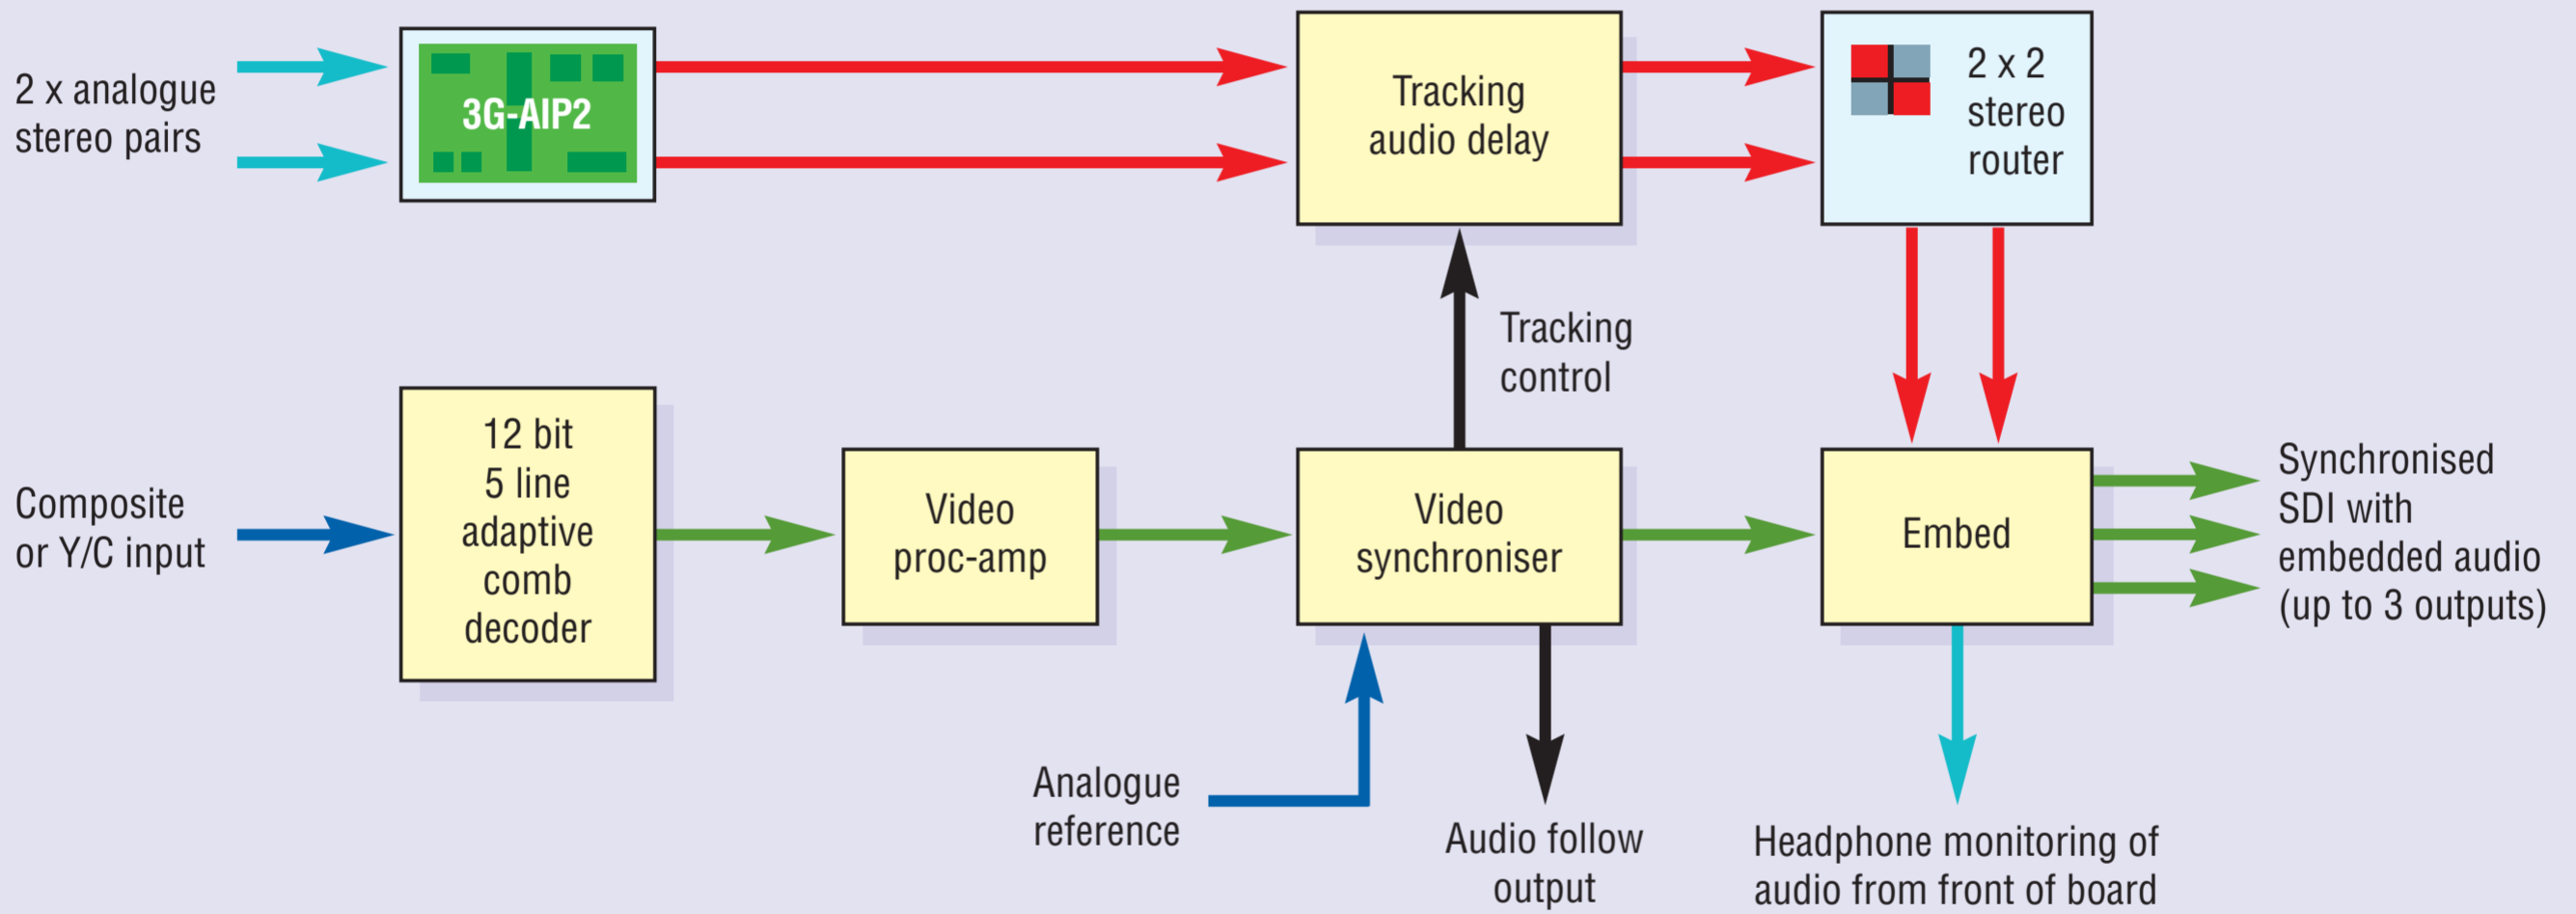 2 x analogue
stereo pairs
3G-AIP2
Tracking
audio delay
2 x 2
stereo
router
Tracking
control
Composite
or Y/C input
12 bit
5 line
adaptive
comb
decoder
Video
proc-amp
Video
synchroniser
Embed
Synchronised
SDI with
embedded audio
(up to 3 outputs)
Analogue
reference
Audio follow
output
Headphone monitoring of
audio from front of board